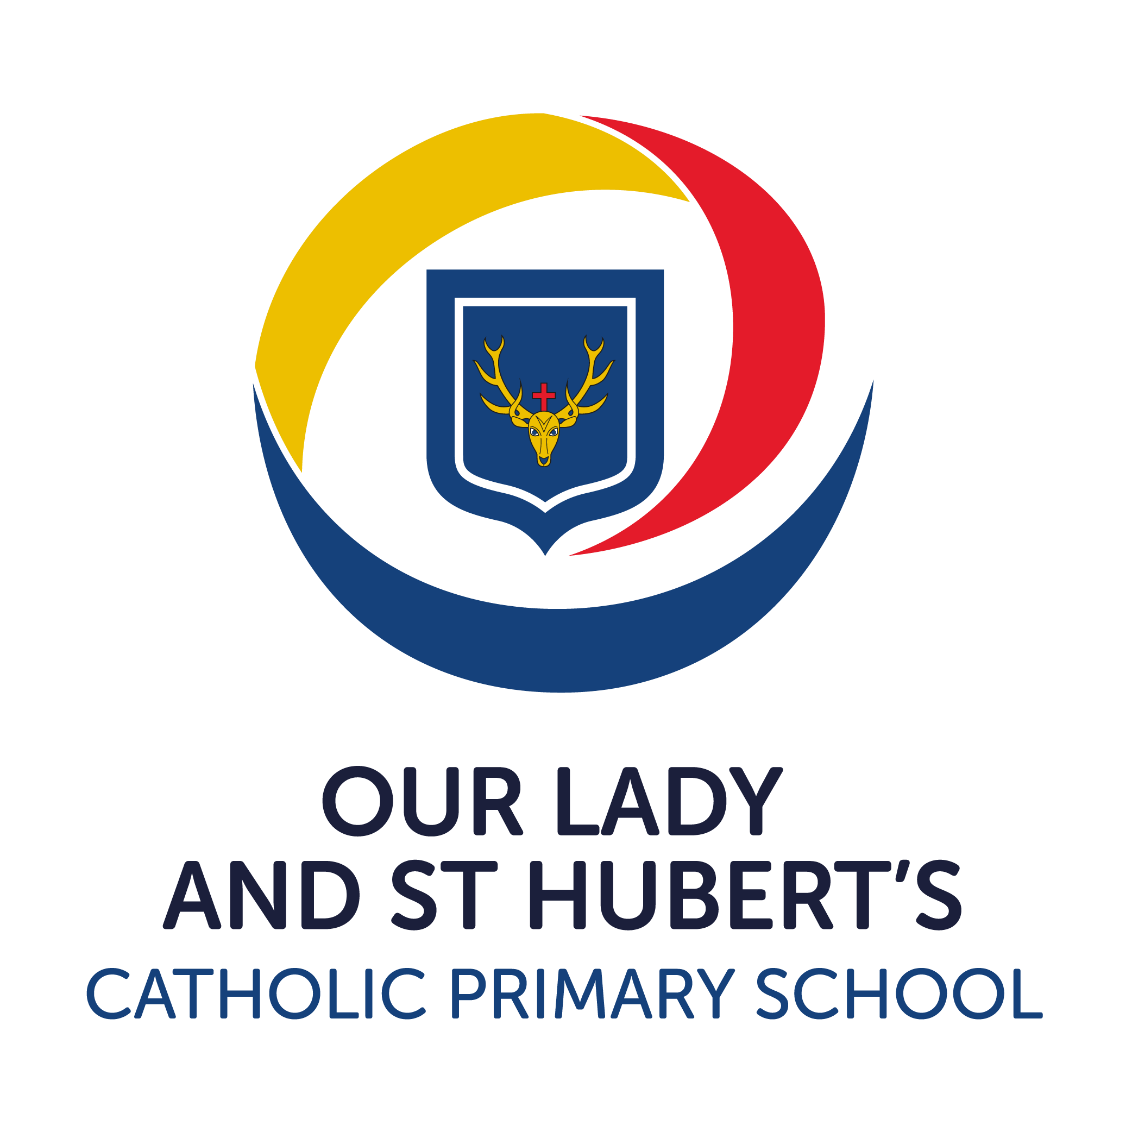 OUR LADY
AND ST HUBERT’S
CATHOLIC PRIMARY SCHOOL